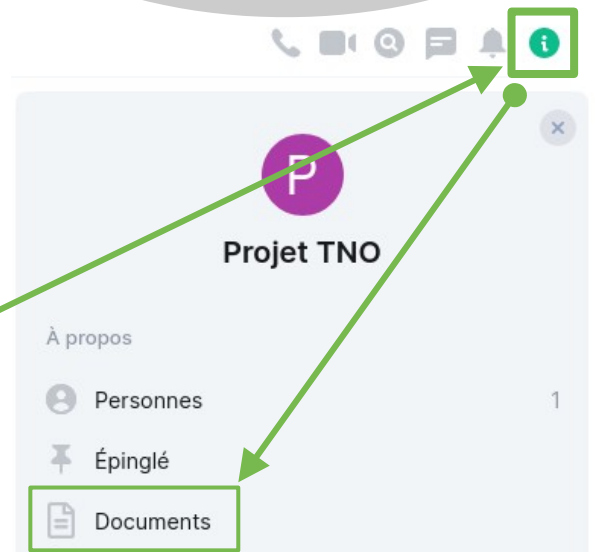 P
Projet TNO
À propos
Personnes 1
Épinglé
Documents